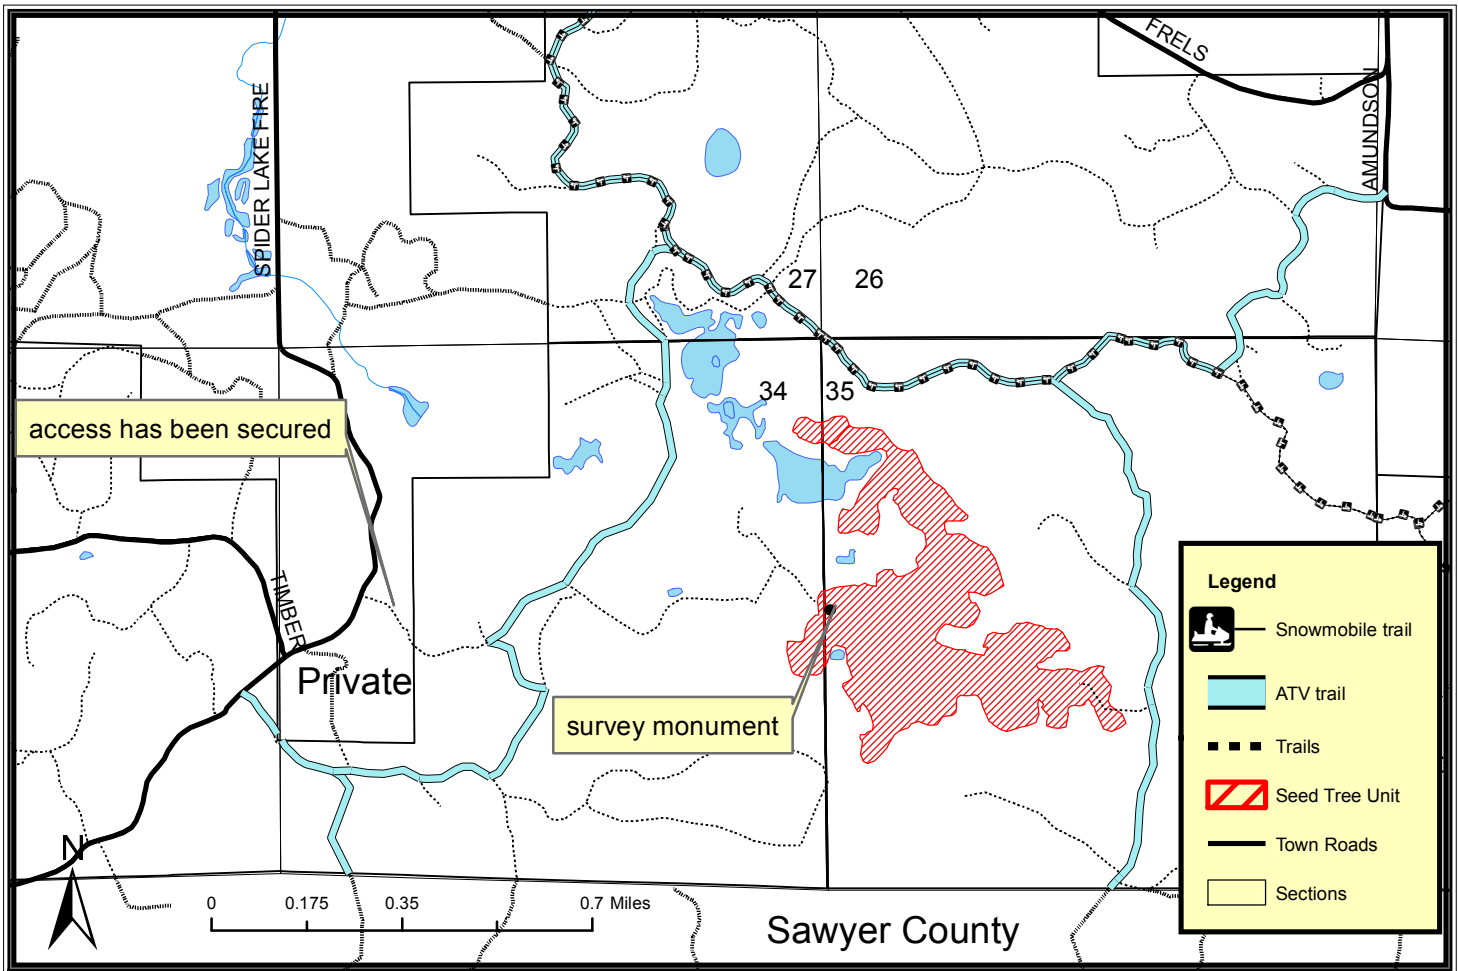 FRELS
AMUNDSON
SPIDER LAKE FIRE
27
26
34
35
access has been secured
TIMBER
Private
survey monument
Legend
Snowmobile trail
ATV trail
Trails
Seed Tree Unit
Town Roads
Sections
N
0 0.175 0.35 0.7 Miles
Sawyer County